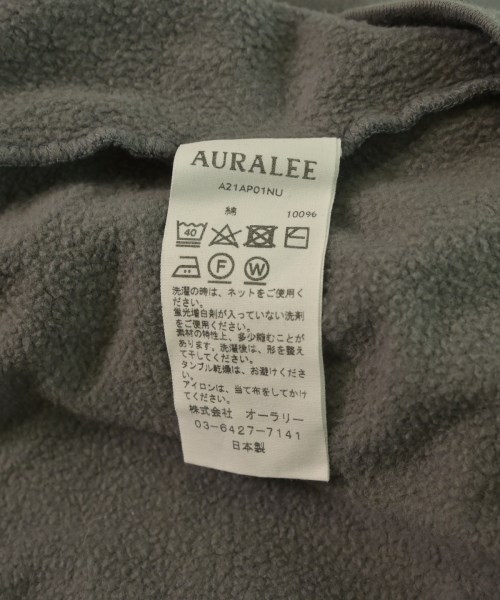 AURALEE
A21AP01NU
綿 100%
40
F W
洗濯の時は、ネットをご使用く
ださい。
蛍光増白剤が入っていない洗剤
をご使用ください。
素材の特性上、多少縮むことが
あります。洗濯後は、形を整え
て干してください。
タンブル乾燥は、お避けくださ
い。
アイロンは、当て布をしてかけ
てください。
株式会社 オーラリー
03-6427-7141
日本製